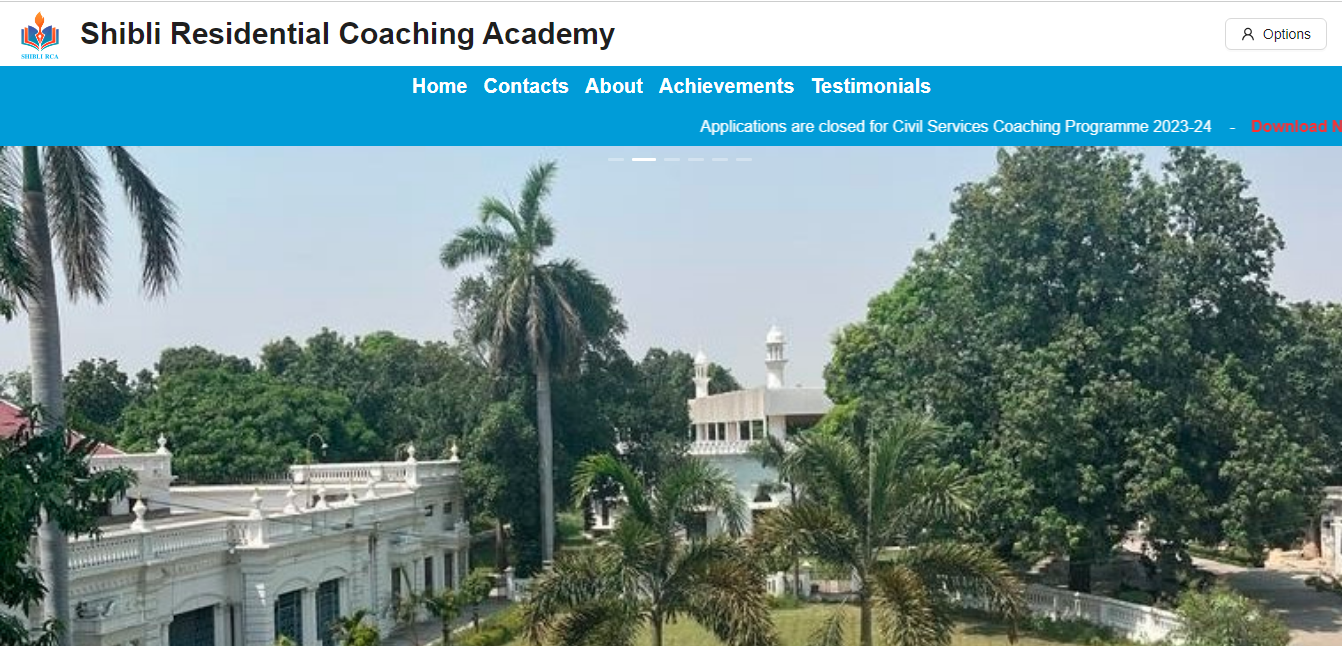 Shibli Residential Coaching Academy
SHIBLI RCA
Options
Home Contacts About Achievements Testimonials
Applications are closed for Civil Services Coaching Programme 2023-24 - Download